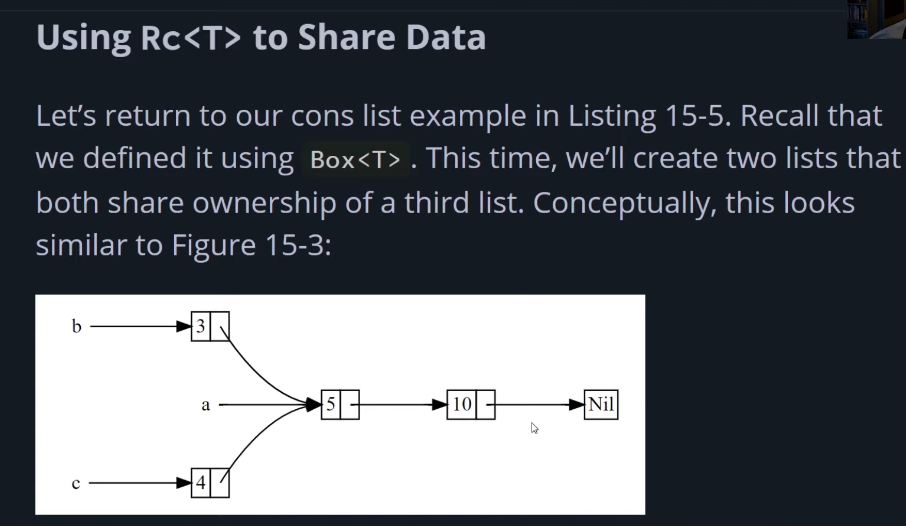 Using Rc<T> to Share Data
Let’s return to our cons list example in Listing 15-5. Recall that
we defined it using Box<T> . This time, we’ll create two lists that
both share ownership of a third list. Conceptually, this looks
similar to Figure 15-3:
b 3
a 5 10 Nil
c 4